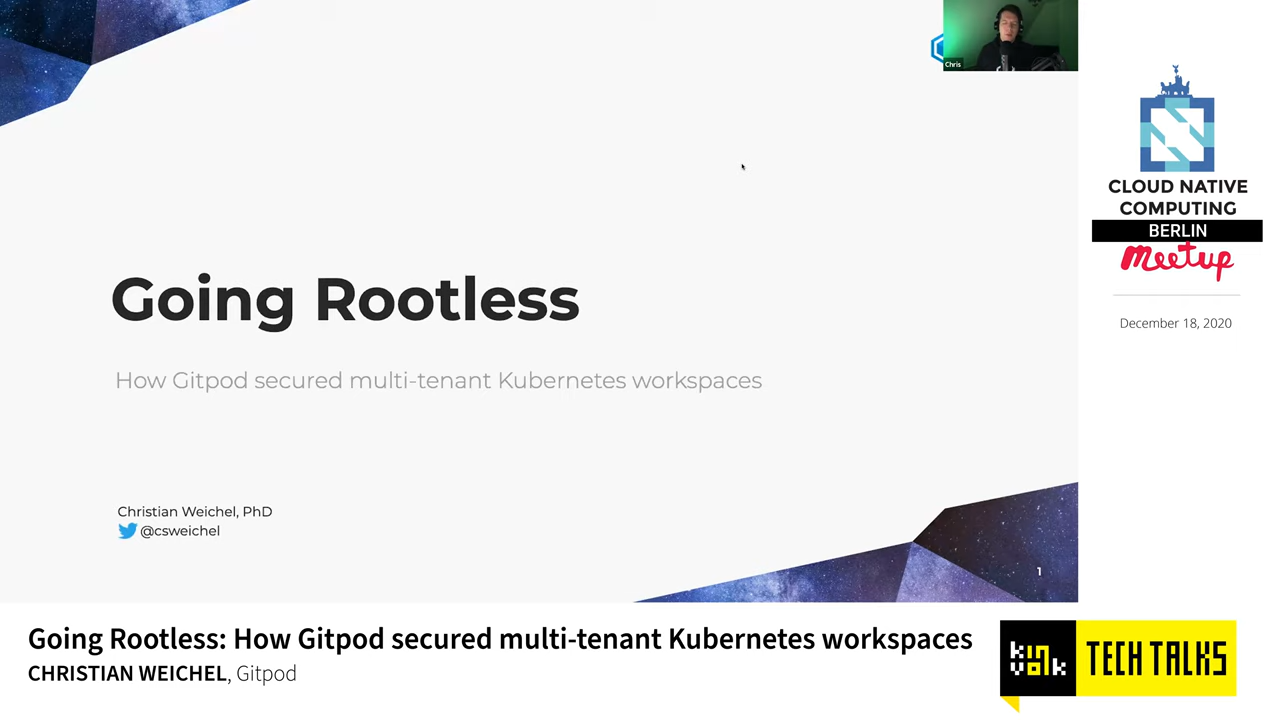 Chris
Going Rootless
How Gitpod secured multi-tenant Kubernetes workspaces
Christian Weichel, PhD
@csweichel
1
CLOUD NATIVE
COMPUTING
BERLIN
meetup
December 18, 2020
Going Rootless: How Gitpod secured multi-tenant Kubernetes workspaces
CHRISTIAN WEICHEL, Gitpod
kinvolk
TECH TALKS